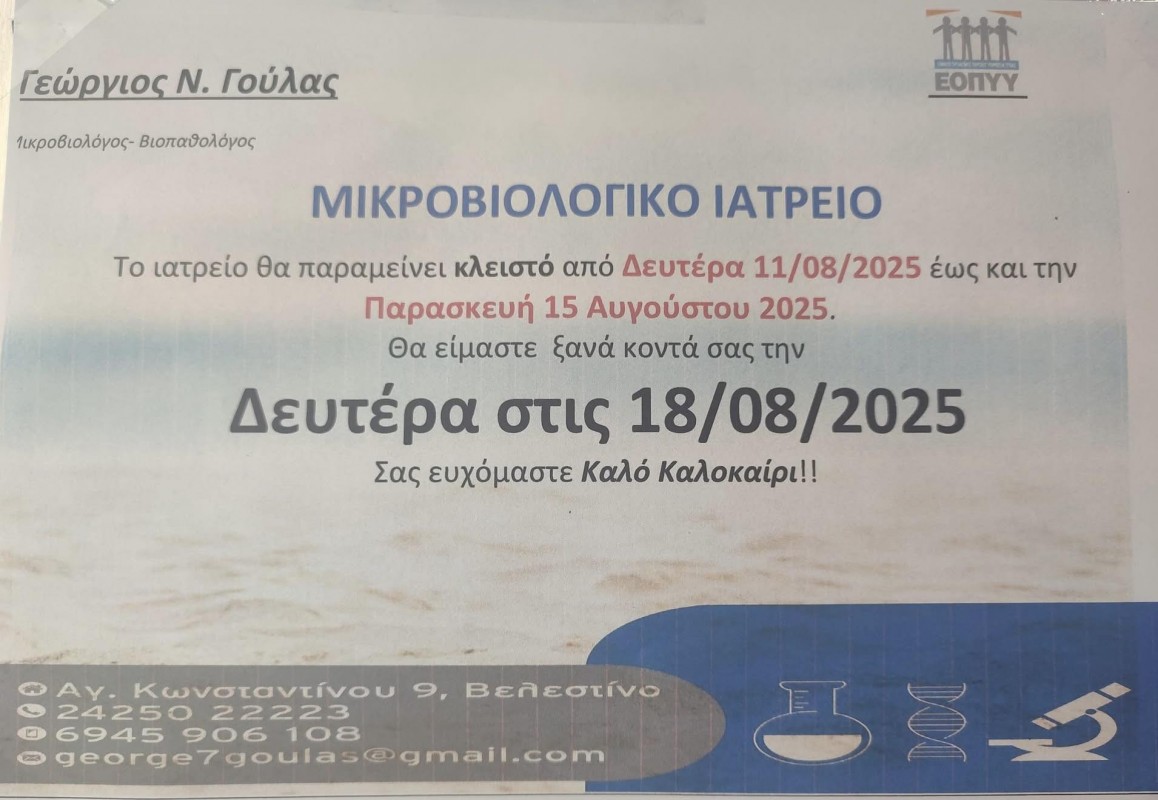 Γεώργιος Ν. Γούλας
ΕΟΠΥΥ
Μικροβιολόγος- Βιοπαθολόγος
ΜΙΚΡΟΒΙΟΛΟΓΙΚΟ ΙΑΤΡΕΙΟ
Το ιατρείο θα παραμείνει κλειστό από Δευτέρα 11/08/2025 έως και την
Παρασκευή 15 Αυγούστου 2025.
Θα είμαστε ξανά κοντά σας την
Δευτέρα στις 18/08/2025
Σας ευχόμαστε Καλό Καλοκαίρι!!
Αγ. Κωνσταντίνου 9, Βελεστίνο
24250 22223
6945 906 108
george7goulas@gmail.com